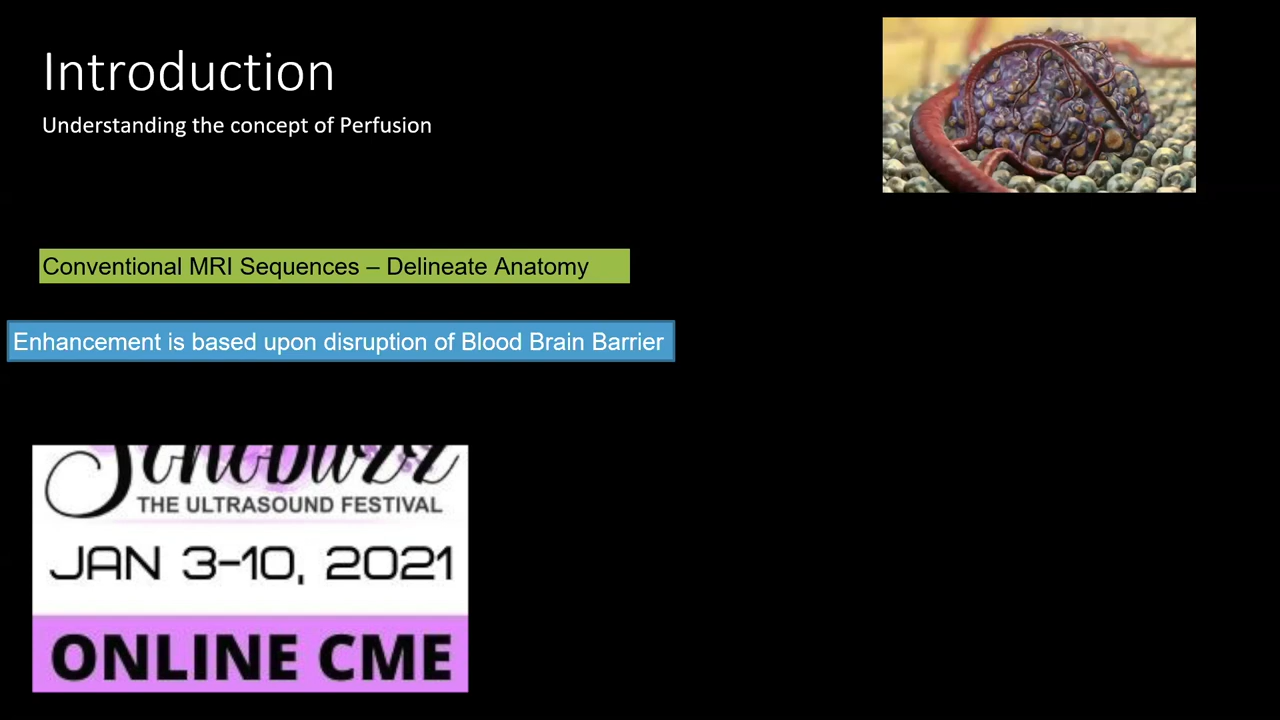 Introduction
Understanding the concept of Perfusion
Conventional MRI Sequences – Delineate Anatomy
Enhancement is based upon disruption of Blood Brain Barrier
THE ULTRASOUND FESTIVAL
JAN 3-10, 2021
ONLINE CME